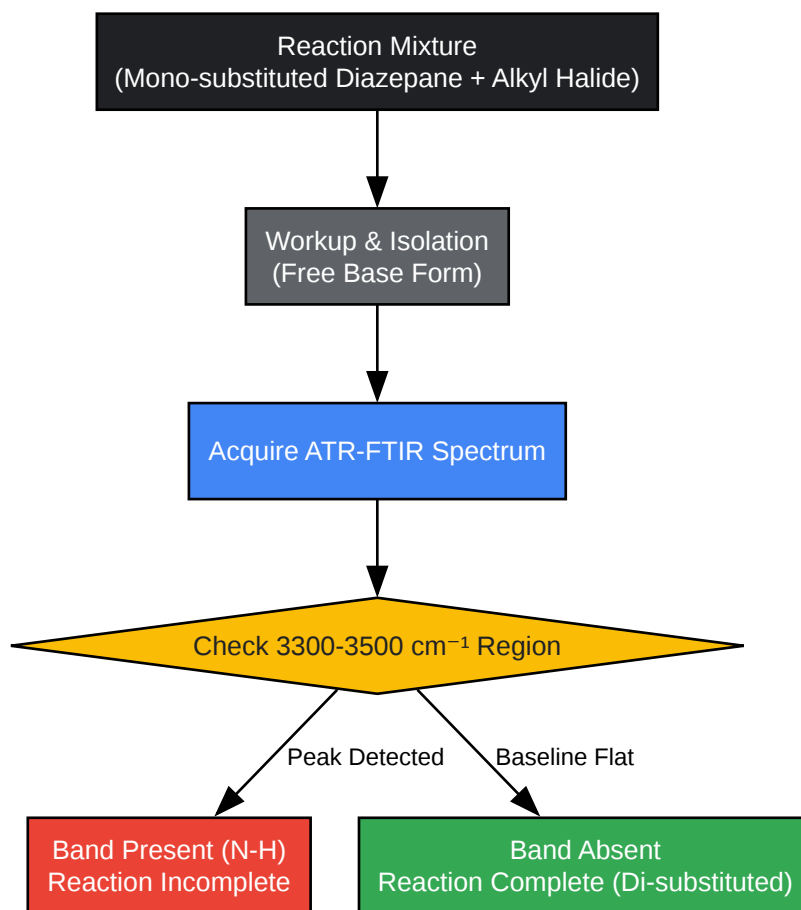 Reaction Mixture
(Mono-substituted Diazepane + Alkyl Halide)
Workup & Isolation
(Free Base Form)
Acquire ATR-FTIR Spectrum
Check 3300-3500 cm⁻¹ Region
Peak Detected
Baseline Flat
Band Present (N-H)
Reaction Incomplete
Band Absent
Reaction Complete (Di-substituted)